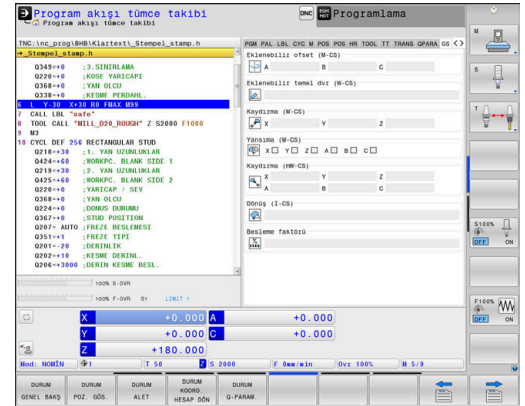 Program akışı tümce takibi
Program akışı tümce takibi
DNC
Programlama
TNC:\nc_prog\BHB\Klartext\_Stempel_stamp.h
→_Stempel_stamp.h
Q349=+0 ;3.SINIRLAMA
Q220=+0 ;KOSE YARICAPI
Q368=+0 ;YAN OLCU
Q338=+0 ;KESME PERDAHL.
6 L Y-30 X+30 R0 FMAX M99
7 CALL LBL "safe"
8 TOOL CALL "MILL_D20_ROUGH" Z S2000 F1000
9 M3
10 CYCL DEF 256 RECTANGULAR STUD
Q218=+30 ;1. YAN UZUNLUKLAR
Q424=+60 ;WORKPC. BLANK SIDE 1
Q219=+30 ;2. YAN UZUNLUKLAR
Q425=+60 ;WORKPC. BLANK SIDE 2
Q220=+0 ;YARICAP / SEV
Q368=+0 ;YAN OLCU
Q224=+0 ;DONUS DURUMU
Q367=+0 ;STUD POSITION
Q207= AUTO ;FREZE BESLENESI
Q351=+1 ;FREZE TIPI
Q201=-20 ;DERINLIK
Q202=+10 ;KESME DERINL.
Q206=+3000 ;DERIN KESME BESL.
100% S-OVR
100% F-OVR S1 LIMIT 1
PGM PAL LBL CYC M POS POS HR TOOL TT TRANS QPARA GS
Eklenebilir ofset (M-CS)
A B C
Eklenebilir temel dvr (W-CS)
Kaydırma (W-CS)
X Y Z
Yansıma (W-CS)
X Y Z A B C
Kaydırma (mW-CS)
X Y Z
A B C
Dönüş (I-CS)
Besleme faktörü
M
S
T
S100%
OFF ON
F100%
OFF ON
X +0.000 A +0.000
Y +0.000 C +0.000
Z +180.000
Mod: NOMİN 1 T 50 Z S 2000 F 0mm/min Ovr 100% M 5/9
DURUM GENEL BAKŞ
DURUM POZ. GÖS.
DURUM ALET
DURUM KOORD. HESAP DÖN
DURUM Q-PARAM.